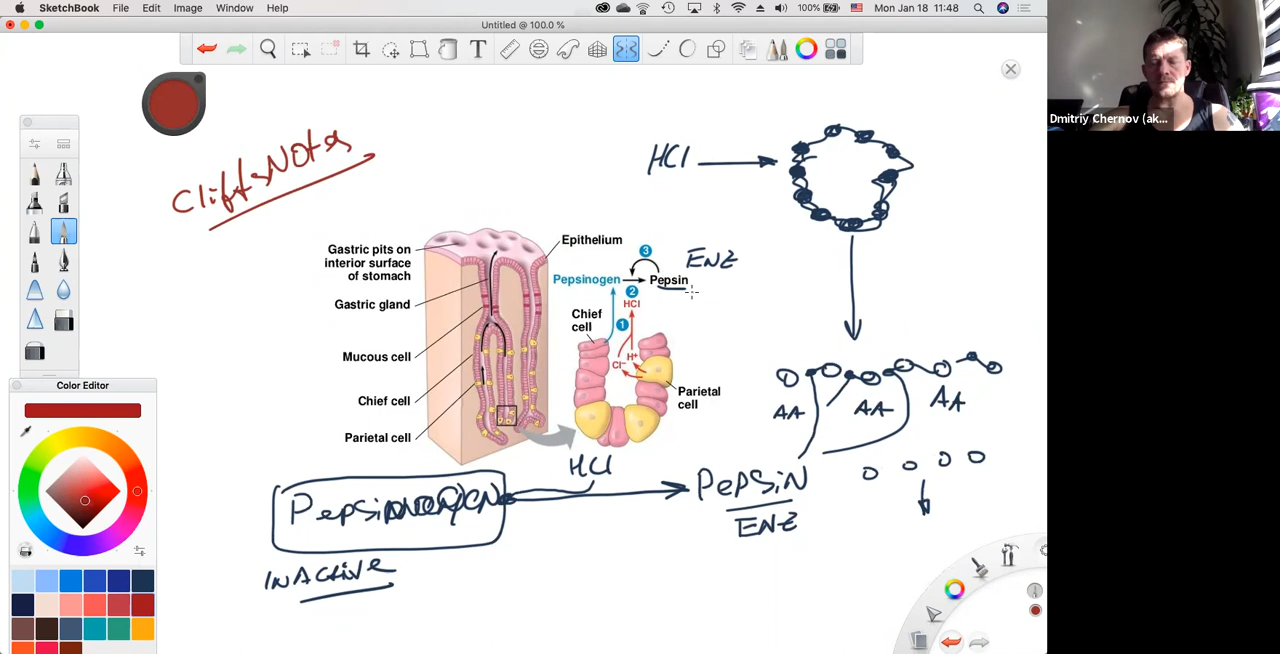 SketchBook File Edit Image Window Help 100% Mon Jan 18 11:48
Untitled @ 100.0 %
Dmitriy Chernov (ak...
CliffsNotes
HCl
Gastric pits on
interior surface
of stomach
Epithelium
3
ENZ
Pepsinogen
Pepsin
2
HCl
Gastric gland
Chief
cell
1
H+
Cl−
Mucous cell
Color Editor
Chief cell
Parietal
cell
Parietal cell
AA AA AA
HCl
Pepsinogen
PePSiN
ENZ
InActive